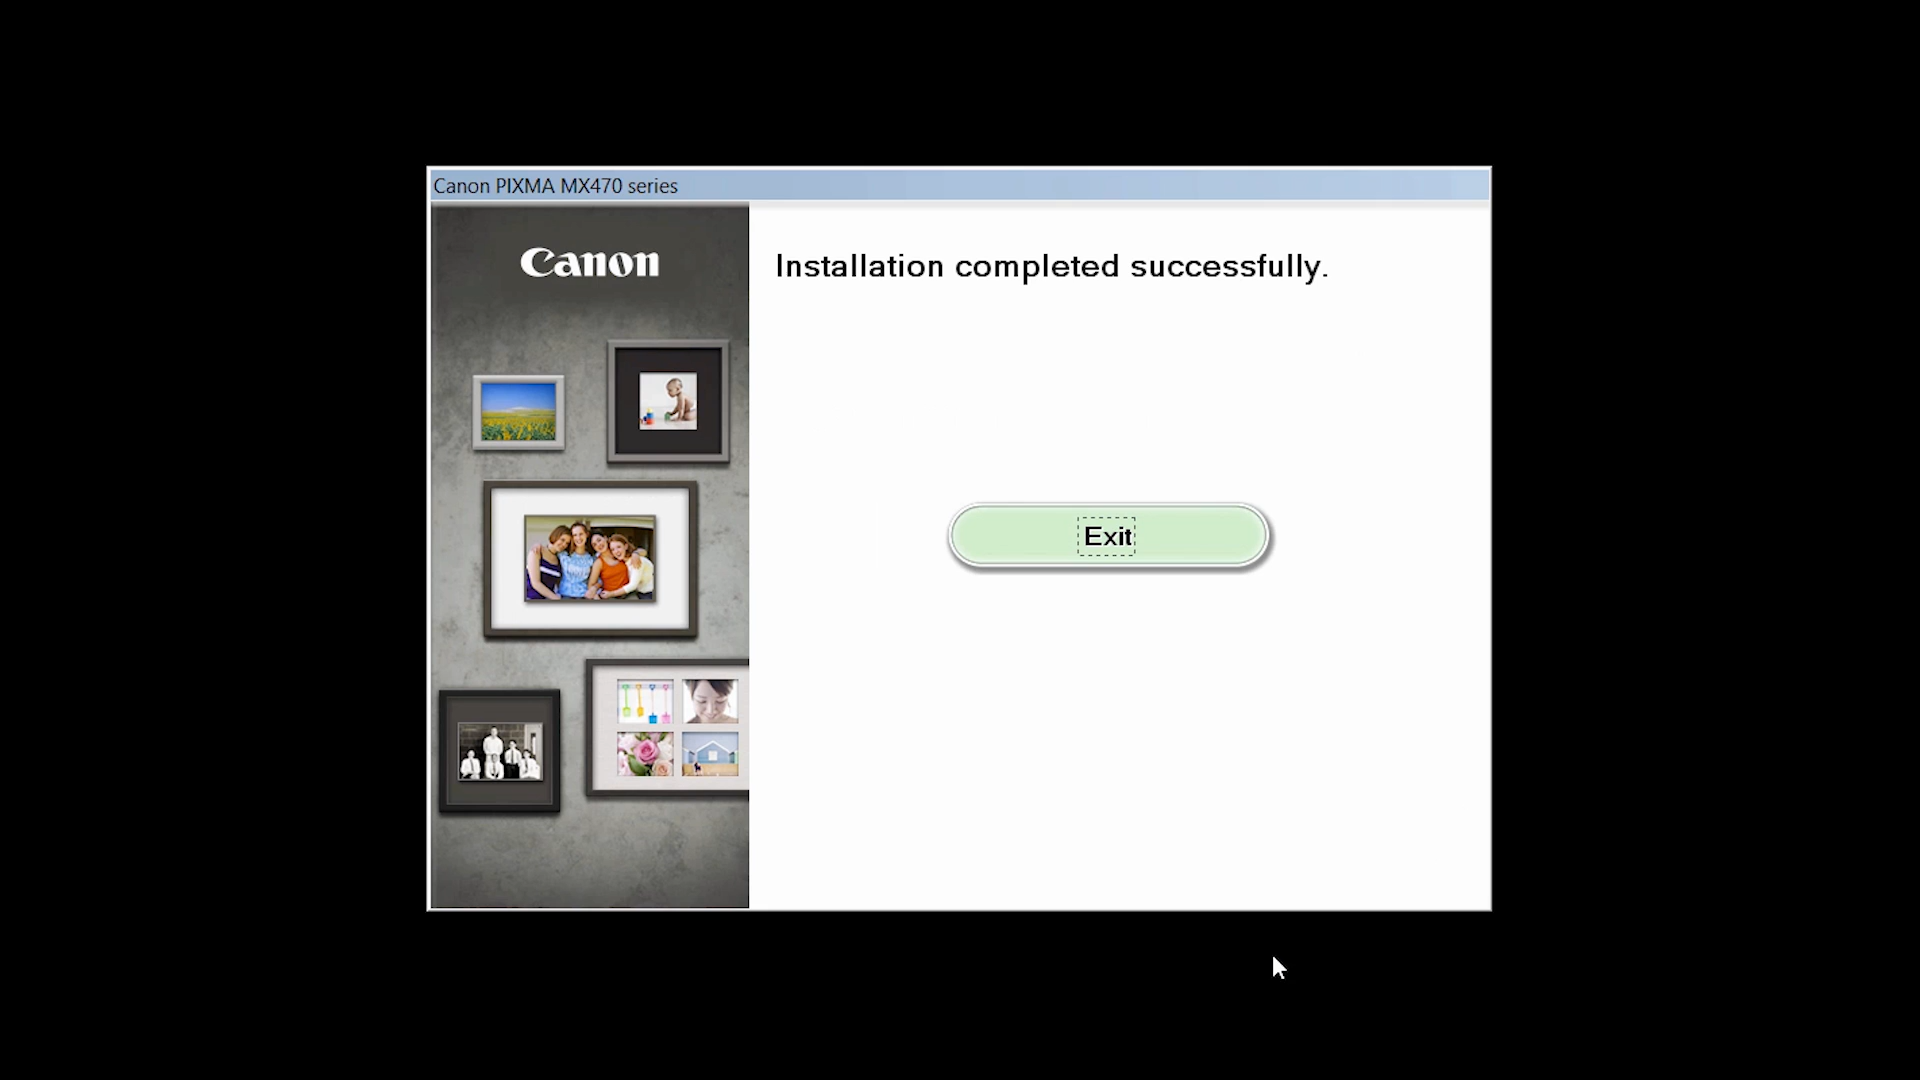 Canon PIXMA MX470 series
Canon
Installation completed successfully.
Exit